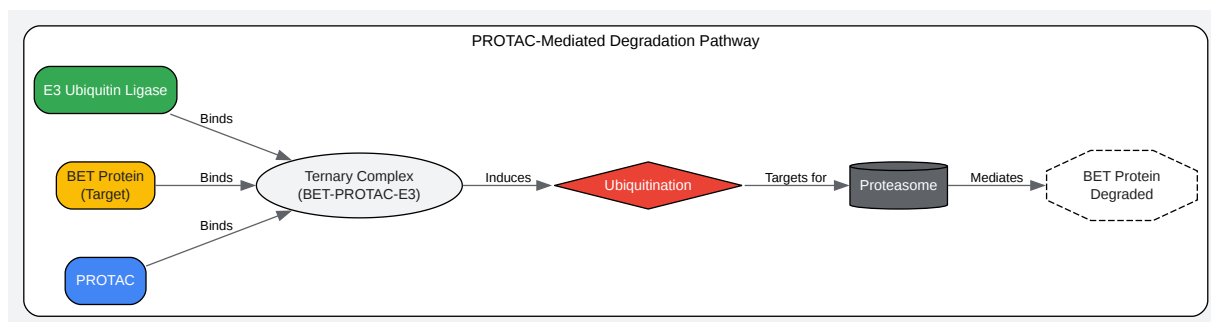 PROTAC-Mediated Degradation Pathway
E3 Ubiquitin Ligase
Binds
BET Protein
(Target)
Binds
Ternary Complex
(BET-PROTAC-E3)
Induces
Ubiquitination
Targets for
Proteasome
Mediates
BET Protein
Degraded
Binds
PROTAC